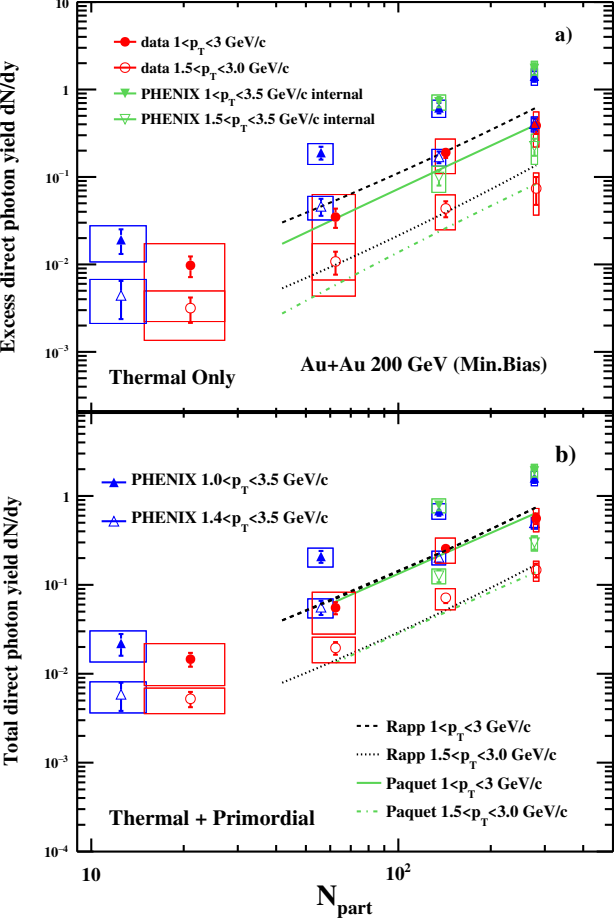 10
a)
data 1<p_T<3 GeV/c
data 1.5<p_T<3.0 GeV/c
PHENIX 1<p_T<3.5 GeV/c internal
PHENIX 1.5<p_T<3.5 GeV/c internal
1
10⁻¹
10⁻²
10⁻³
Excess direct photon yield dN/dy
Thermal Only
Au+Au 200 GeV (Min.Bias)
b)
PHENIX 1.0<p_T<3.5 GeV/c
PHENIX 1.4<p_T<3.5 GeV/c
1
10⁻¹
10⁻²
10⁻³
10⁻⁴
Total direct photon yield dN/dy
Rapp 1<p_T<3 GeV/c
Rapp 1.5<p_T<3.0 GeV/c
Paquet 1<p_T<3 GeV/c
Paquet 1.5<p_T<3.0 GeV/c
Thermal + Primordial
10
10²
N_part